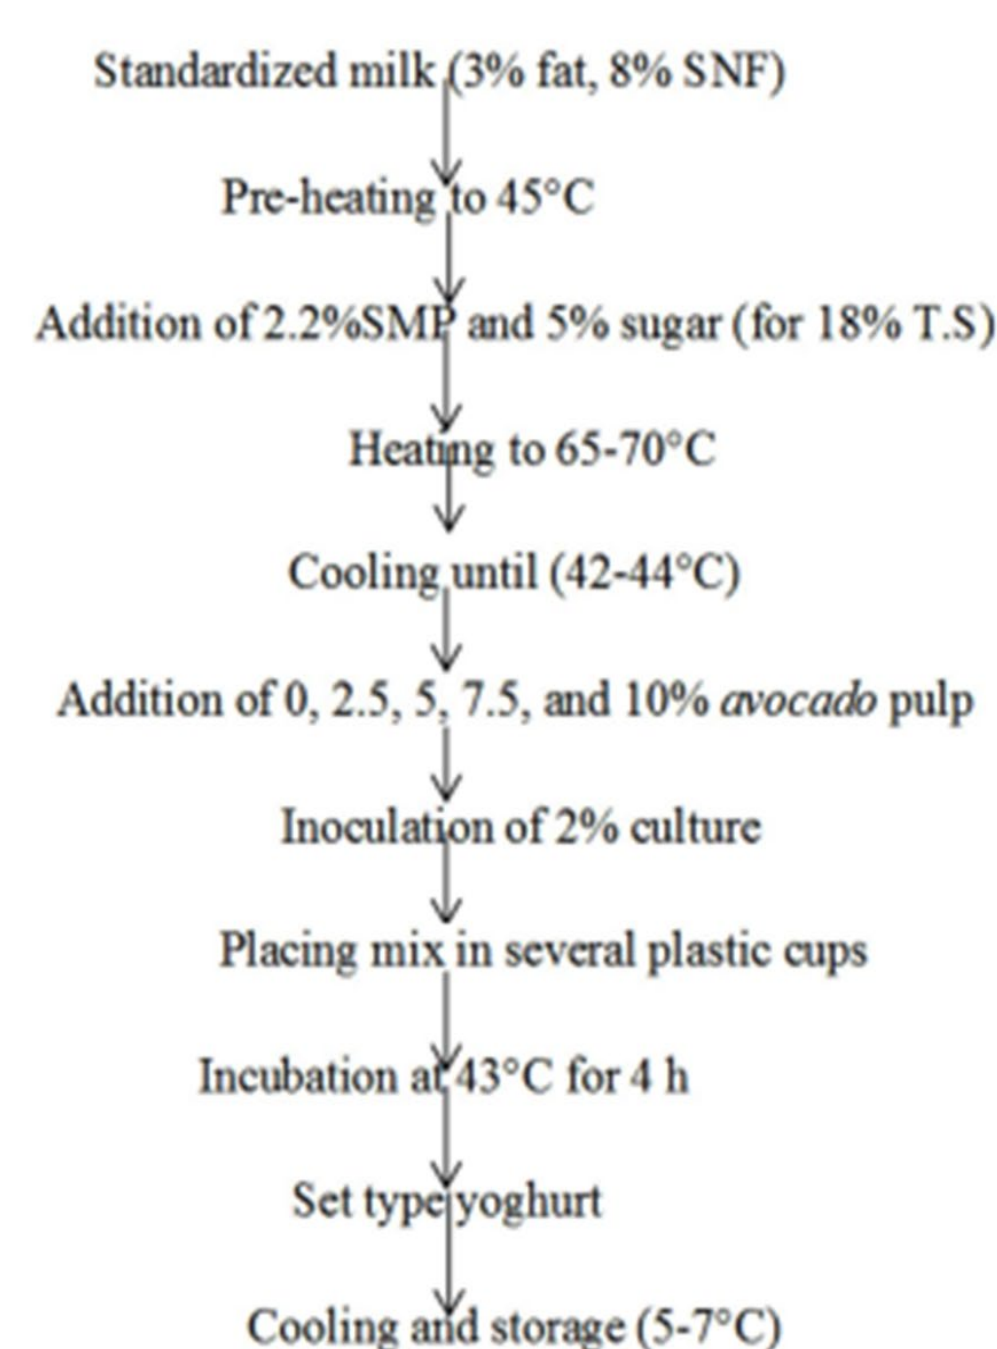 Standardized milk (3% fat, 8% SNF)
Pre-heating to 45°C
Addition of 2.2%SMP and 5% sugar (for 18% T.S)
Heating to 65-70°C
Cooling until (42-44°C)
Addition of 0, 2.5, 5, 7.5, and 10% avocado pulp
Inoculation of 2% culture
Placing mix in several plastic cups
Incubation at 43°C for 4 h
Set type yoghurt
Cooling and storage (5-7°C)